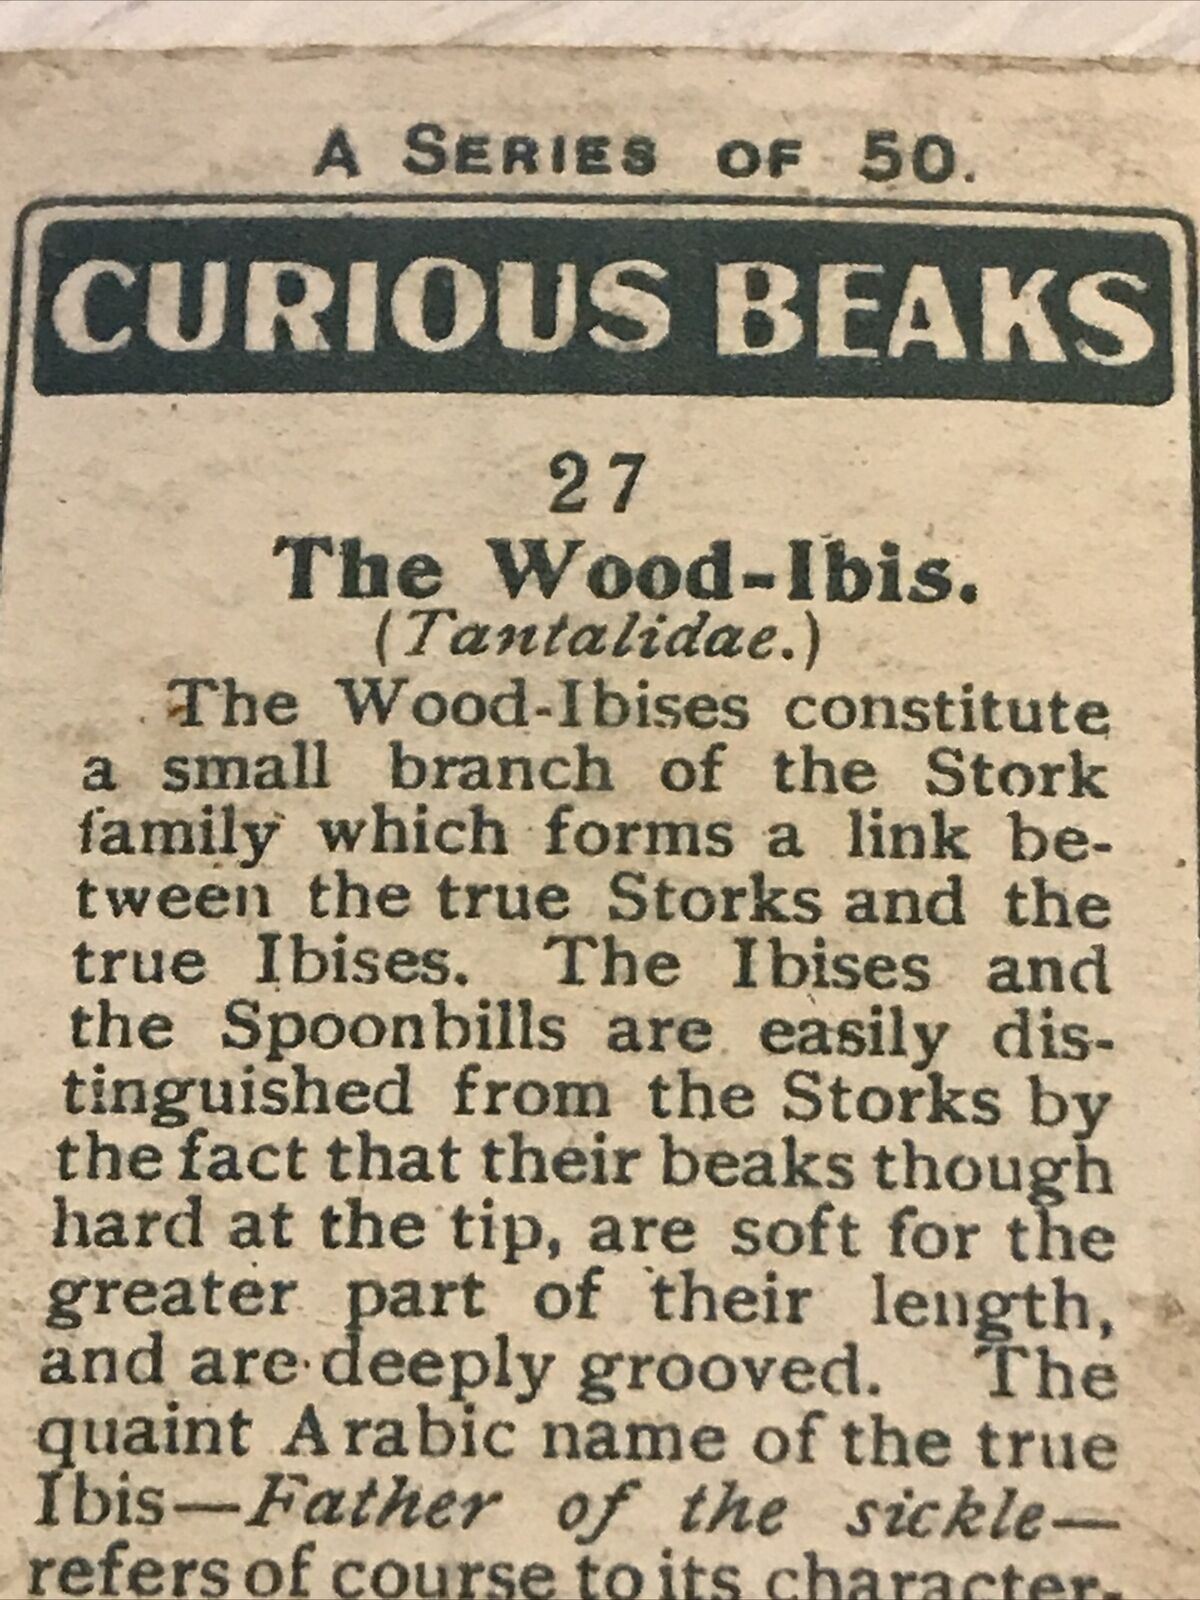 A SERIES OF 50.
CURIOUS BEAKS
27
The Wood-Ibis.
(Tantalidae.)
The Wood-Ibises constitute
a small branch of the Stork
family which forms a link be-
tween the true Storks and the
true Ibises. The Ibises and
the Spoonbills are easily dis-
tinguished from the Storks by
the fact that their beaks though
hard at the tip, are soft for the
greater part of their length,
and are deeply grooved. The
quaint Arabic name of the true
Ibis—Father of the sickle—
refers of course to its character-